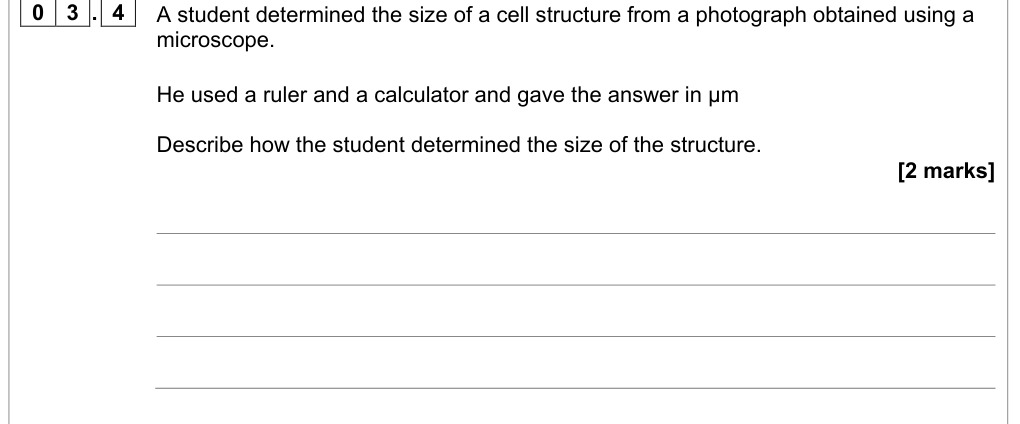 0 3 . 4 A student determined the size of a cell structure from a photograph obtained using a
microscope.
He used a ruler and a calculator and gave the answer in µm
Describe how the student determined the size of the structure.
[2 marks]